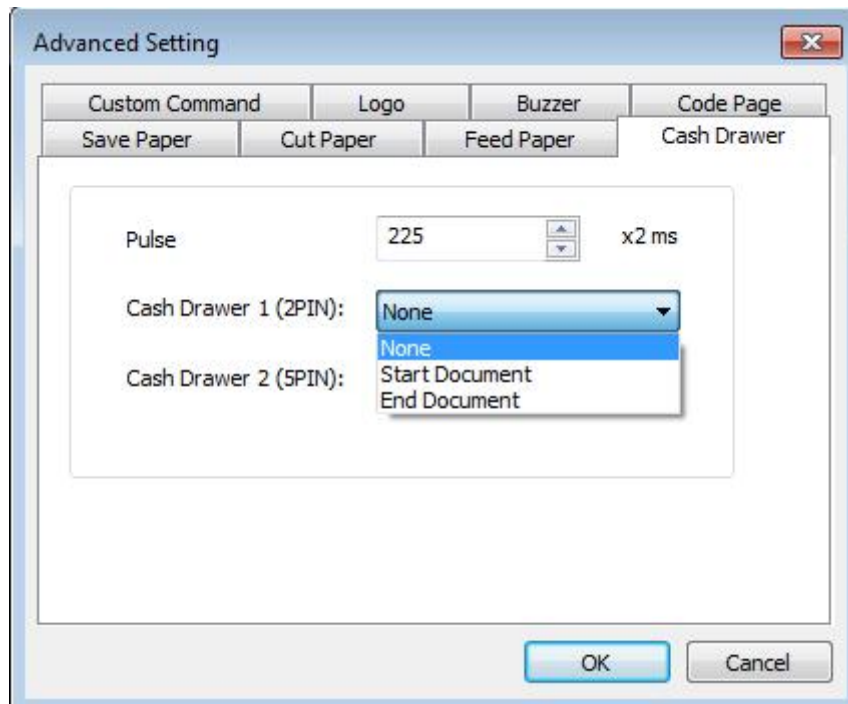 Advanced Setting
Custom Command Logo Buzzer Code Page
Save Paper Cut Paper Feed Paper Cash Drawer
Pulse 225 x2 ms
Cash Drawer 1 (2PIN): None
None
Cash Drawer 2 (5PIN): Start Document
End Document
OK Cancel